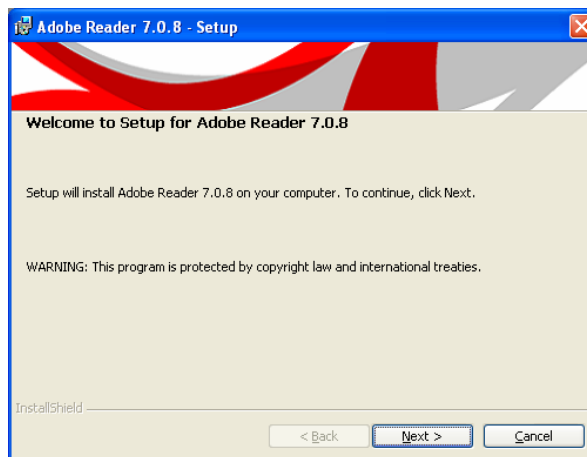 Adobe Reader 7.0.8 - Setup
Welcome to Setup for Adobe Reader 7.0.8
Setup will install Adobe Reader 7.0.8 on your computer. To continue, click Next.
WARNING: This program is protected by copyright law and international treaties.
InstallShield
< Back Next > Cancel